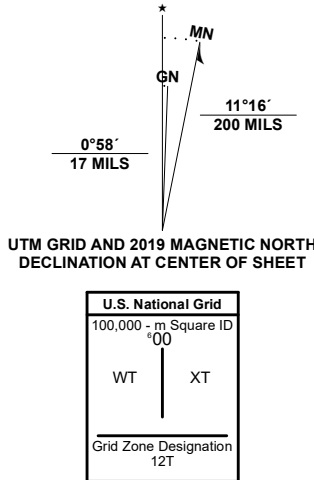 MN
GN
11°16´
200 MILS
0°58´
17 MILS
UTM GRID AND 2019 MAGNETIC NORTH
DECLINATION AT CENTER OF SHEET
U.S. National Grid
100,000 - m Square ID
⁶00
WT XT
Grid Zone Designation
12T